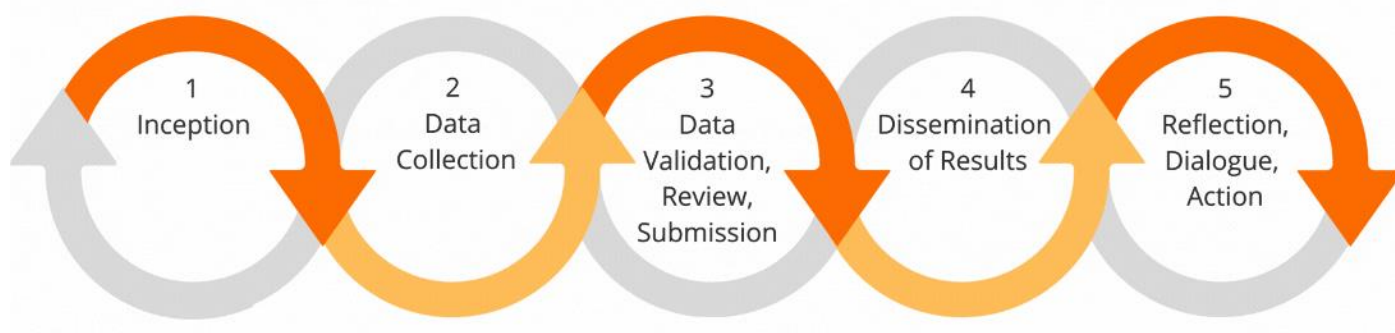 1
Inception
2
Data
Collection
3
Data
Validation,
Review,
Submission
4
Dissemination
of Results
5
Reflection,
Dialogue,
Action